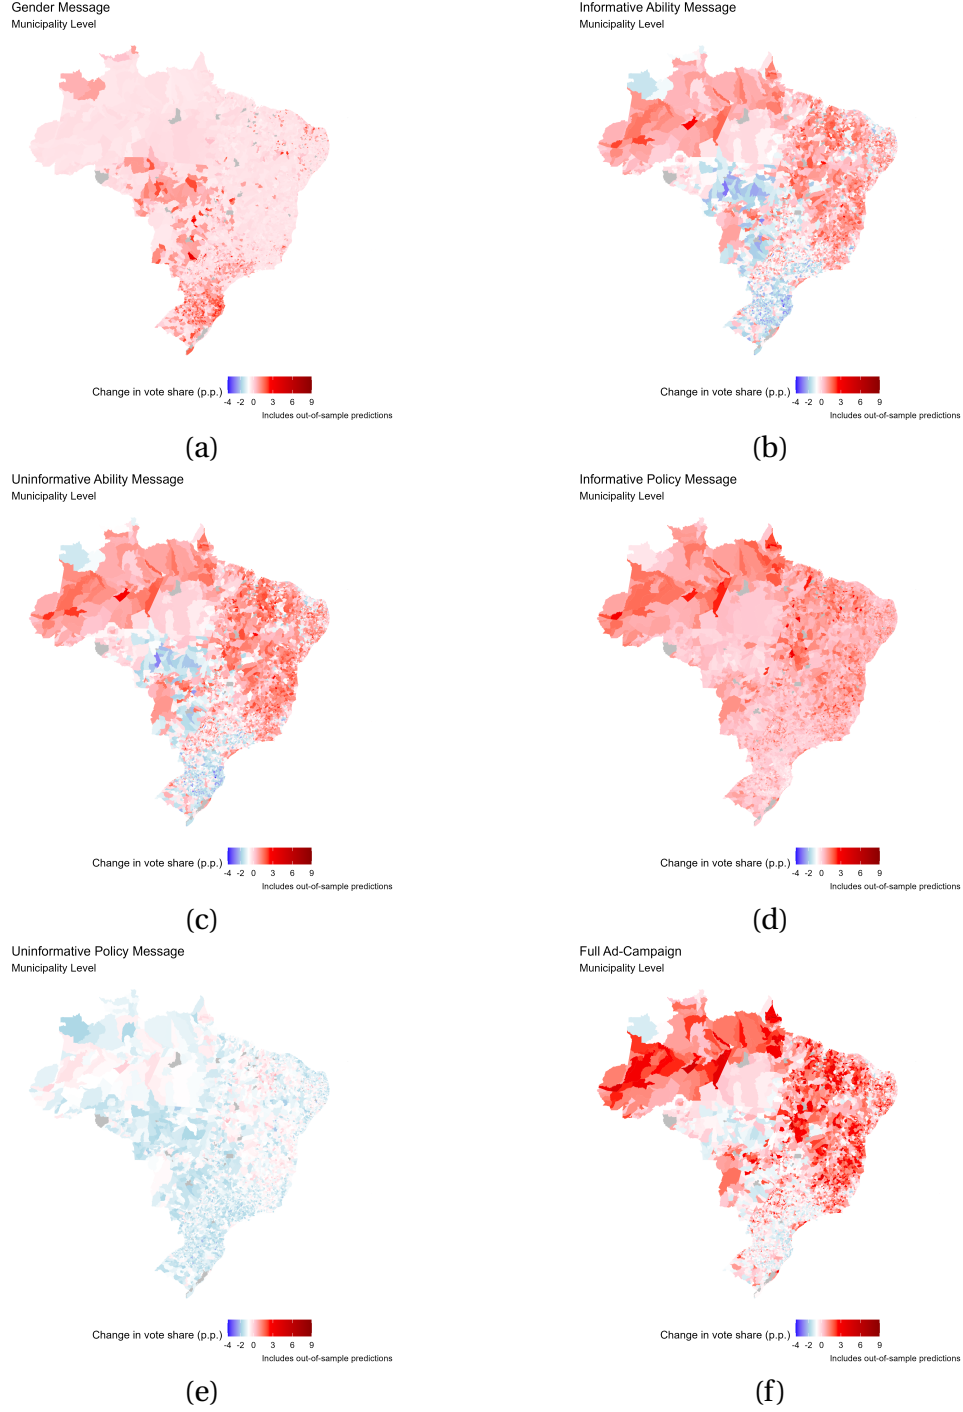 Gender Message
Municipality Level
Change in vote share (p.p.)
-4 -2 0 3 6 9
Includes out-of-sample predictions
(a)
Informative Ability Message
Municipality Level
Change in vote share (p.p.)
-4 -2 0 3 6 9
Includes out-of-sample predictions
(b)
Uninformative Ability Message
Municipality Level
Change in vote share (p.p.)
-4 -2 0 3 6 9
Includes out-of-sample predictions
(c)
Informative Policy Message
Municipality Level
Change in vote share (p.p.)
-4 -2 0 3 6 9
Includes out-of-sample predictions
(d)
Uninformative Policy Message
Municipality Level
Change in vote share (p.p.)
-4 -2 0 3 6 9
Includes out-of-sample predictions
(e)
Full Ad-Campaign
Municipality Level
Change in vote share (p.p.)
-4 -2 0 3 6 9
Includes out-of-sample predictions
(f)